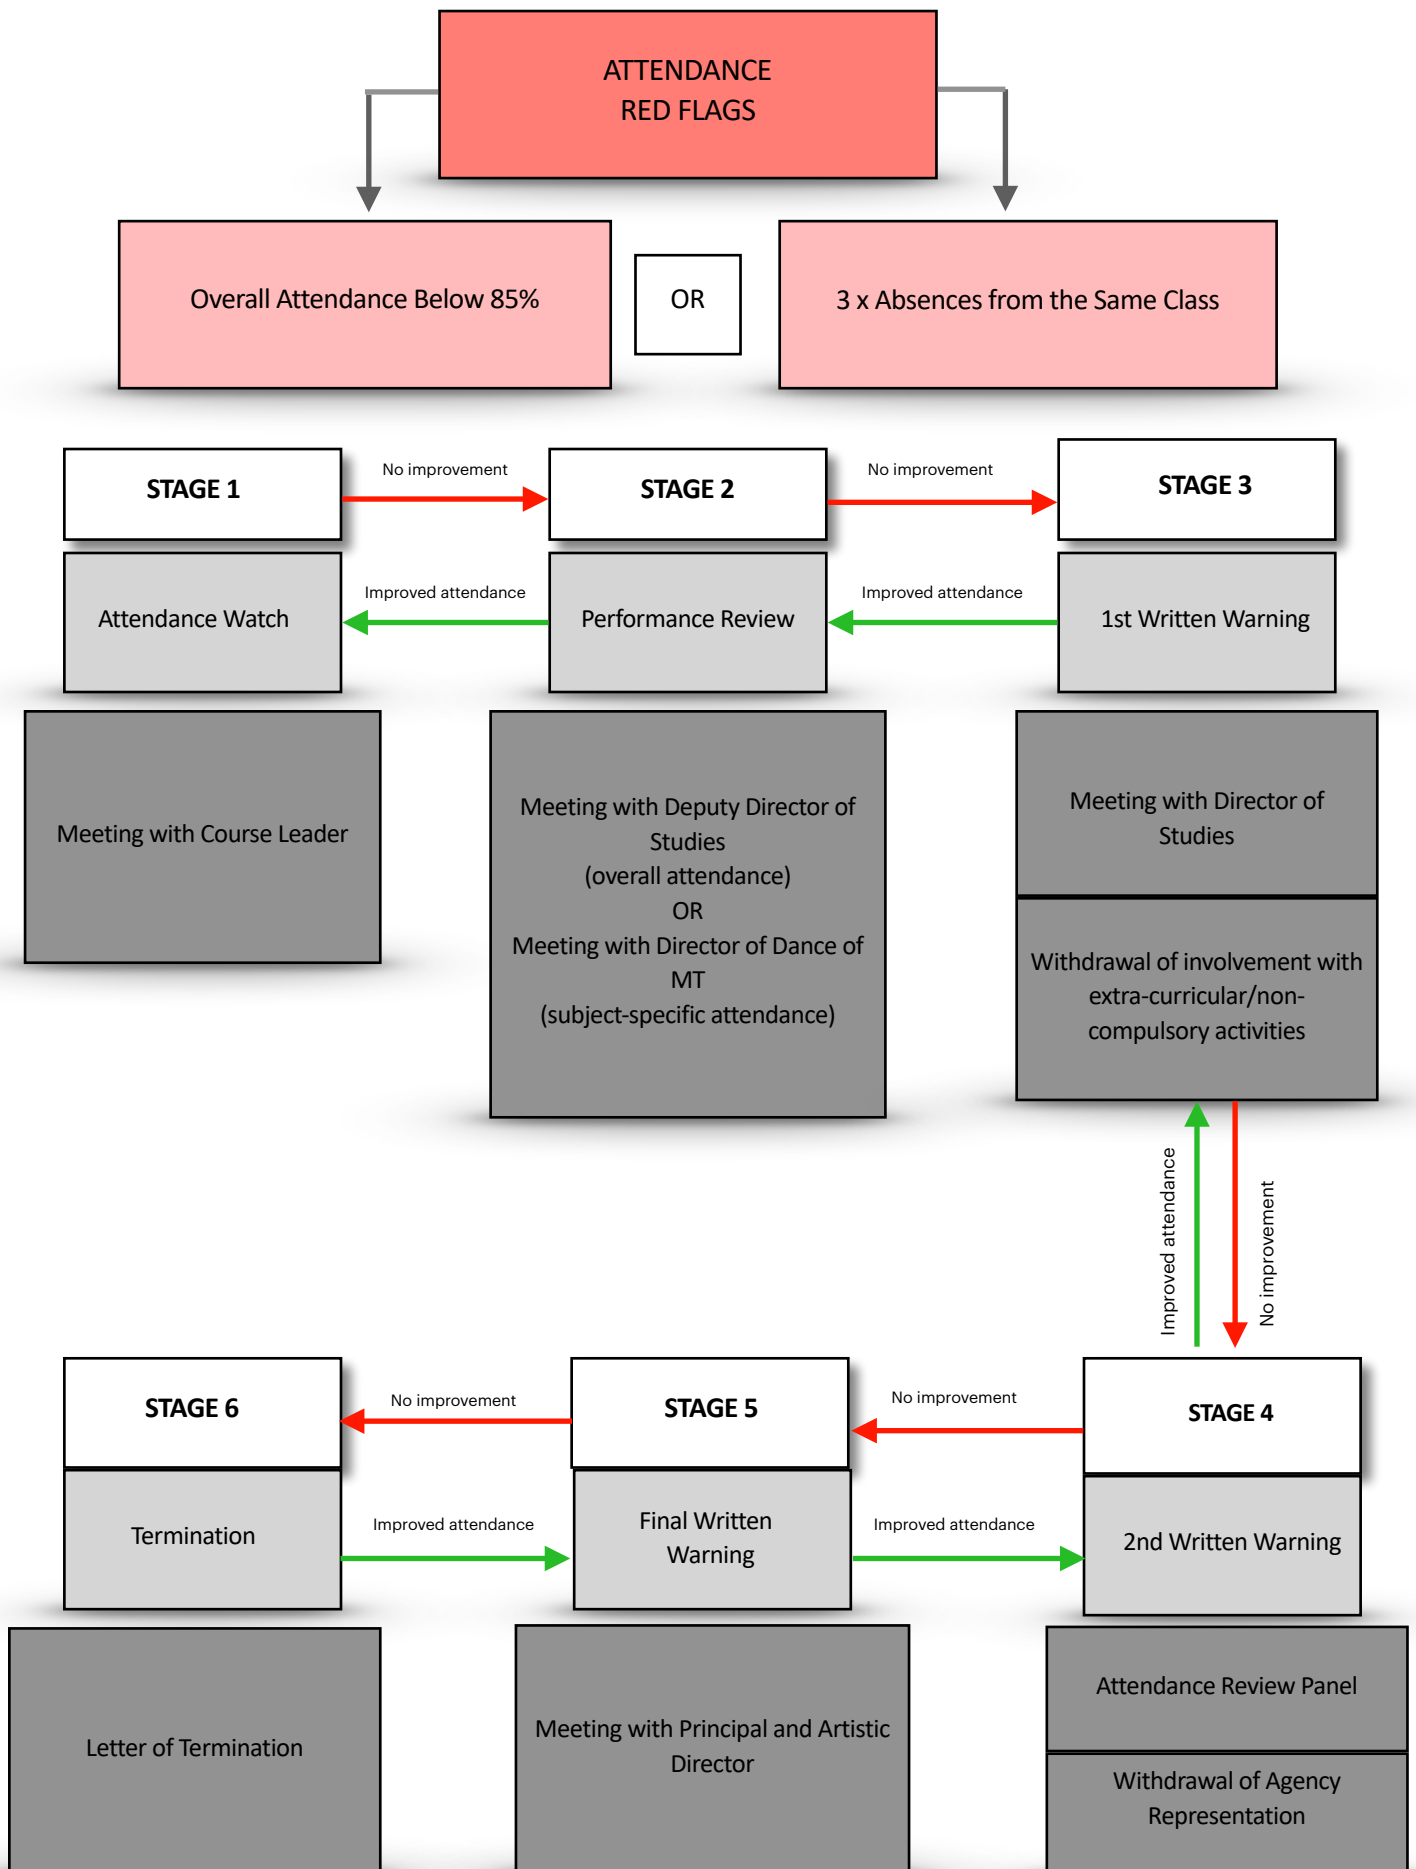 ATTENDANCE
RED FLAGS
Overall Attendance Below 85%
OR
3 x Absences from the Same Class
STAGE 1
No improvement
STAGE 2
No improvement
STAGE 3
Attendance Watch
Improved attendance
Performance Review
Improved attendance
1st Written Warning
Meeting with Course Leader
Meeting with Deputy Director of
Studies
(overall attendance)
OR
Meeting with Director of Dance of
MT
(subject-specific attendance)
Meeting with Director of
Studies
Withdrawal of involvement with
extra-curricular/non-
compulsory activities
Improved attendance
No improvement
STAGE 6
No improvement
STAGE 5
No improvement
STAGE 4
Termination
Improved attendance
Final Written
Warning
Improved attendance
2nd Written Warning
Letter of Termination
Meeting with Principal and Artistic
Director
Attendance Review Panel
Withdrawal of Agency
Representation